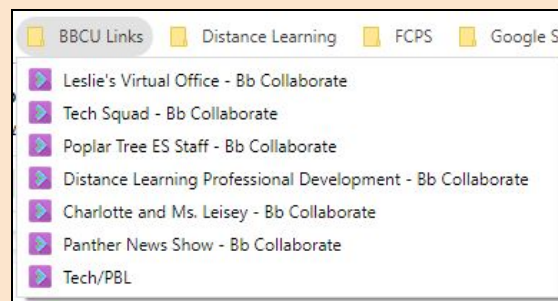 BBCU Links Distance Learning FCPS Google S
Leslie's Virtual Office - Bb Collaborate
Tech Squad - Bb Collaborate
Poplar Tree ES Staff - Bb Collaborate
Distance Learning Professional Development - Bb Collaborate
Charlotte and Ms. Leisey - Bb Collaborate
Panther News Show - Bb Collaborate
Tech/PBL